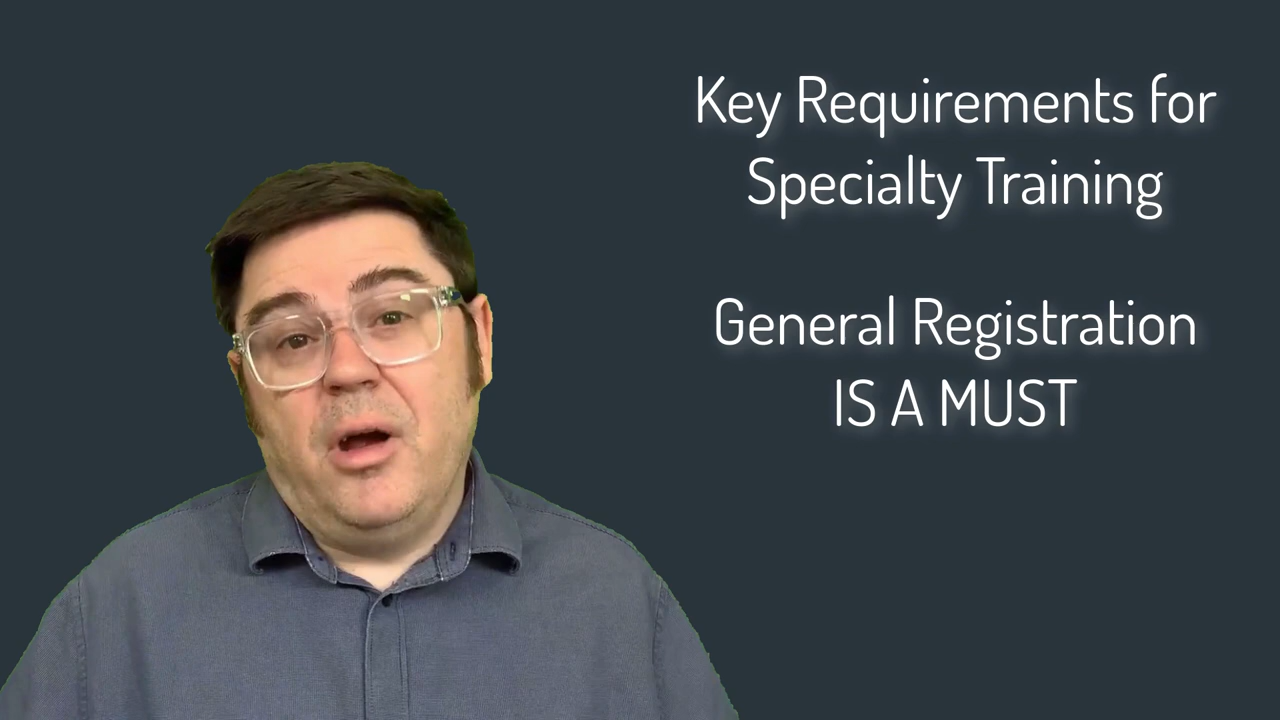 Key Requirements for
Specialty Training
General Registration
IS A MUST